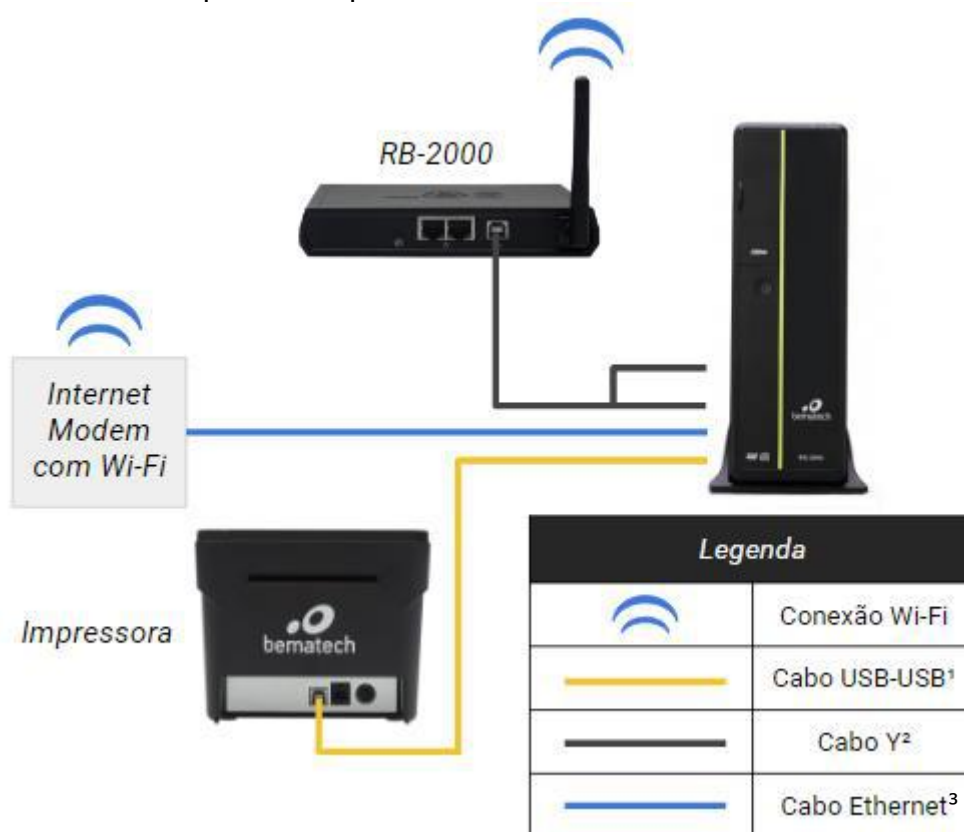 RB-2000
Internet
Modem
com Wi-Fi
bematech
Impressora
bematech
Legenda
Conexão Wi-Fi
Cabo USB-USB¹
Cabo Y²
Cabo Ethernet³